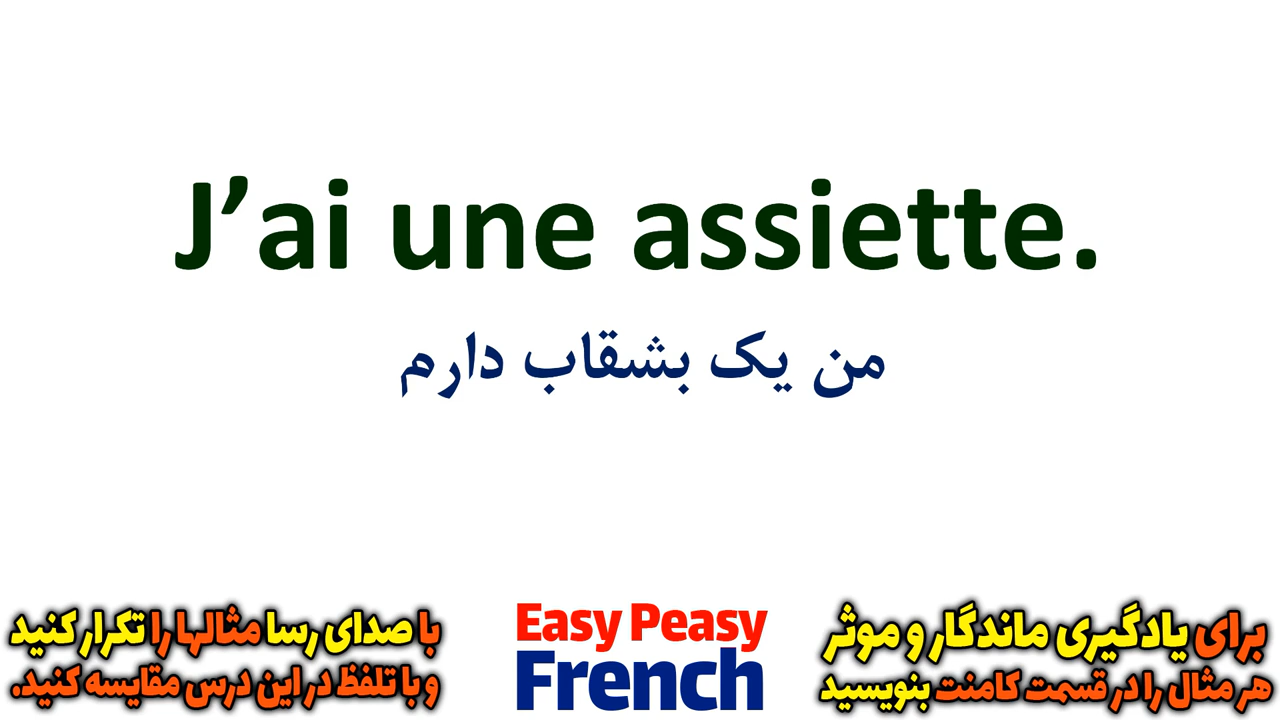 J’ai une assiette.
من یک بشقاب دارم
برای یادگیری ماندگار و موثر
هر مثال را در قسمت کامنت بنویسید
Easy Peasy
French
با صدای رسا مثالها را تکرار کنید
و با تلفظ در این درس مقایسه کنید.